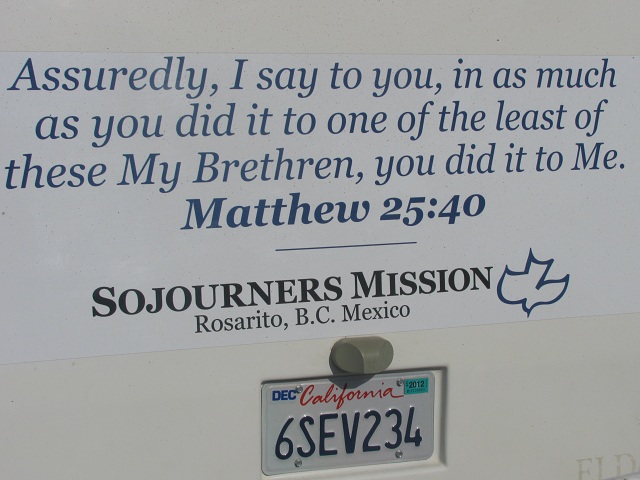 Assuredly, I say to you, in as much
as you did it to one of the least of
these My Brethren, you did it to Me.
Matthew 25:40
SOJOURNERS MISSION
Rosarito, B.C. Mexico
DEC California 2012
6SEV234
ELD